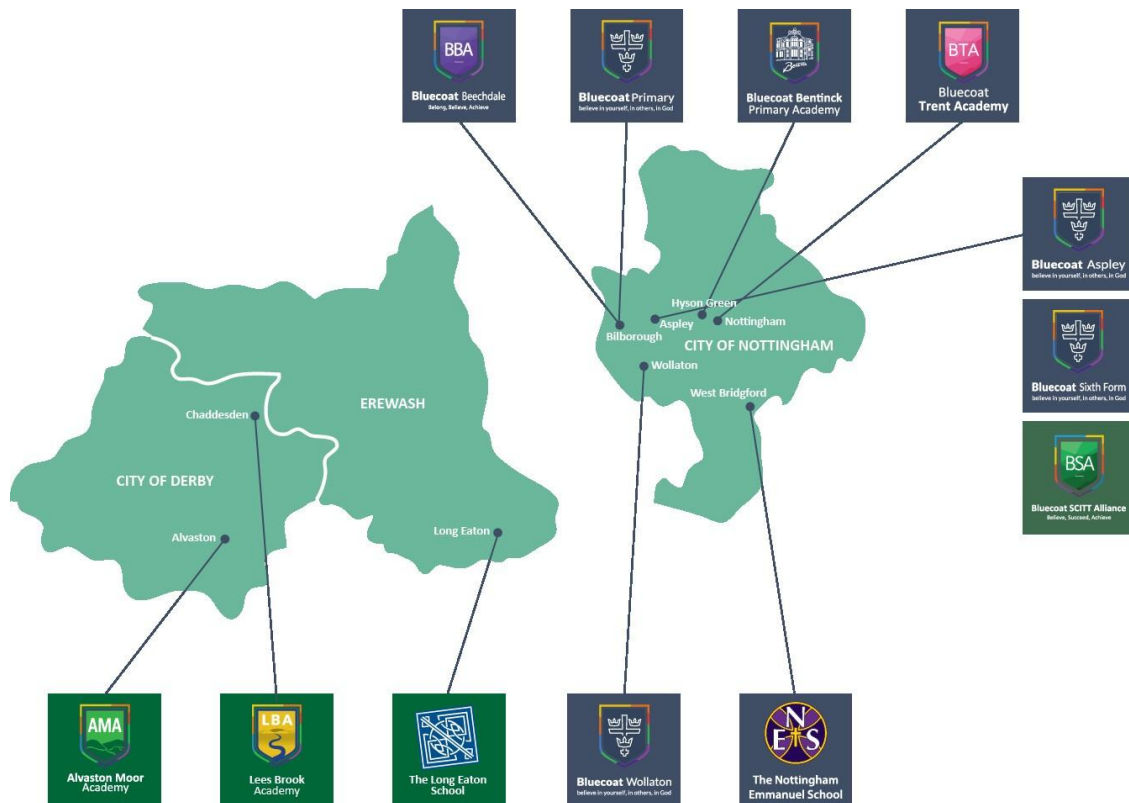 BBA
Bluecoat Beechdale
Belong, Believe, Achieve
Bluecoat Primary
believe in yourself, in others, in God
Bluecoat Bentinck
Primary Academy
BTA
Bluecoat
Trent Academy
Bluecoat Aspley
believe in yourself, in others, in God
Hyson Green
Aspley
Nottingham
Bilborough
CITY OF NOTTINGHAM
Wollaton
West Bridgford
Bluecoat Sixth Form
believe in yourself, in others, in God
EREWASH
Chaddesden
CITY OF DERBY
Alvaston
Long Eaton
BSA
Bluecoat SCITT Alliance
Believe, Succeed, Achieve
AMA
Alvaston Moor
Academy
LBA
Lees Brook
Academy
The Long Eaton
School
Bluecoat Wollaton
believe in yourself, in others, in God
N
E S
The Nottingham
Emmanuel School